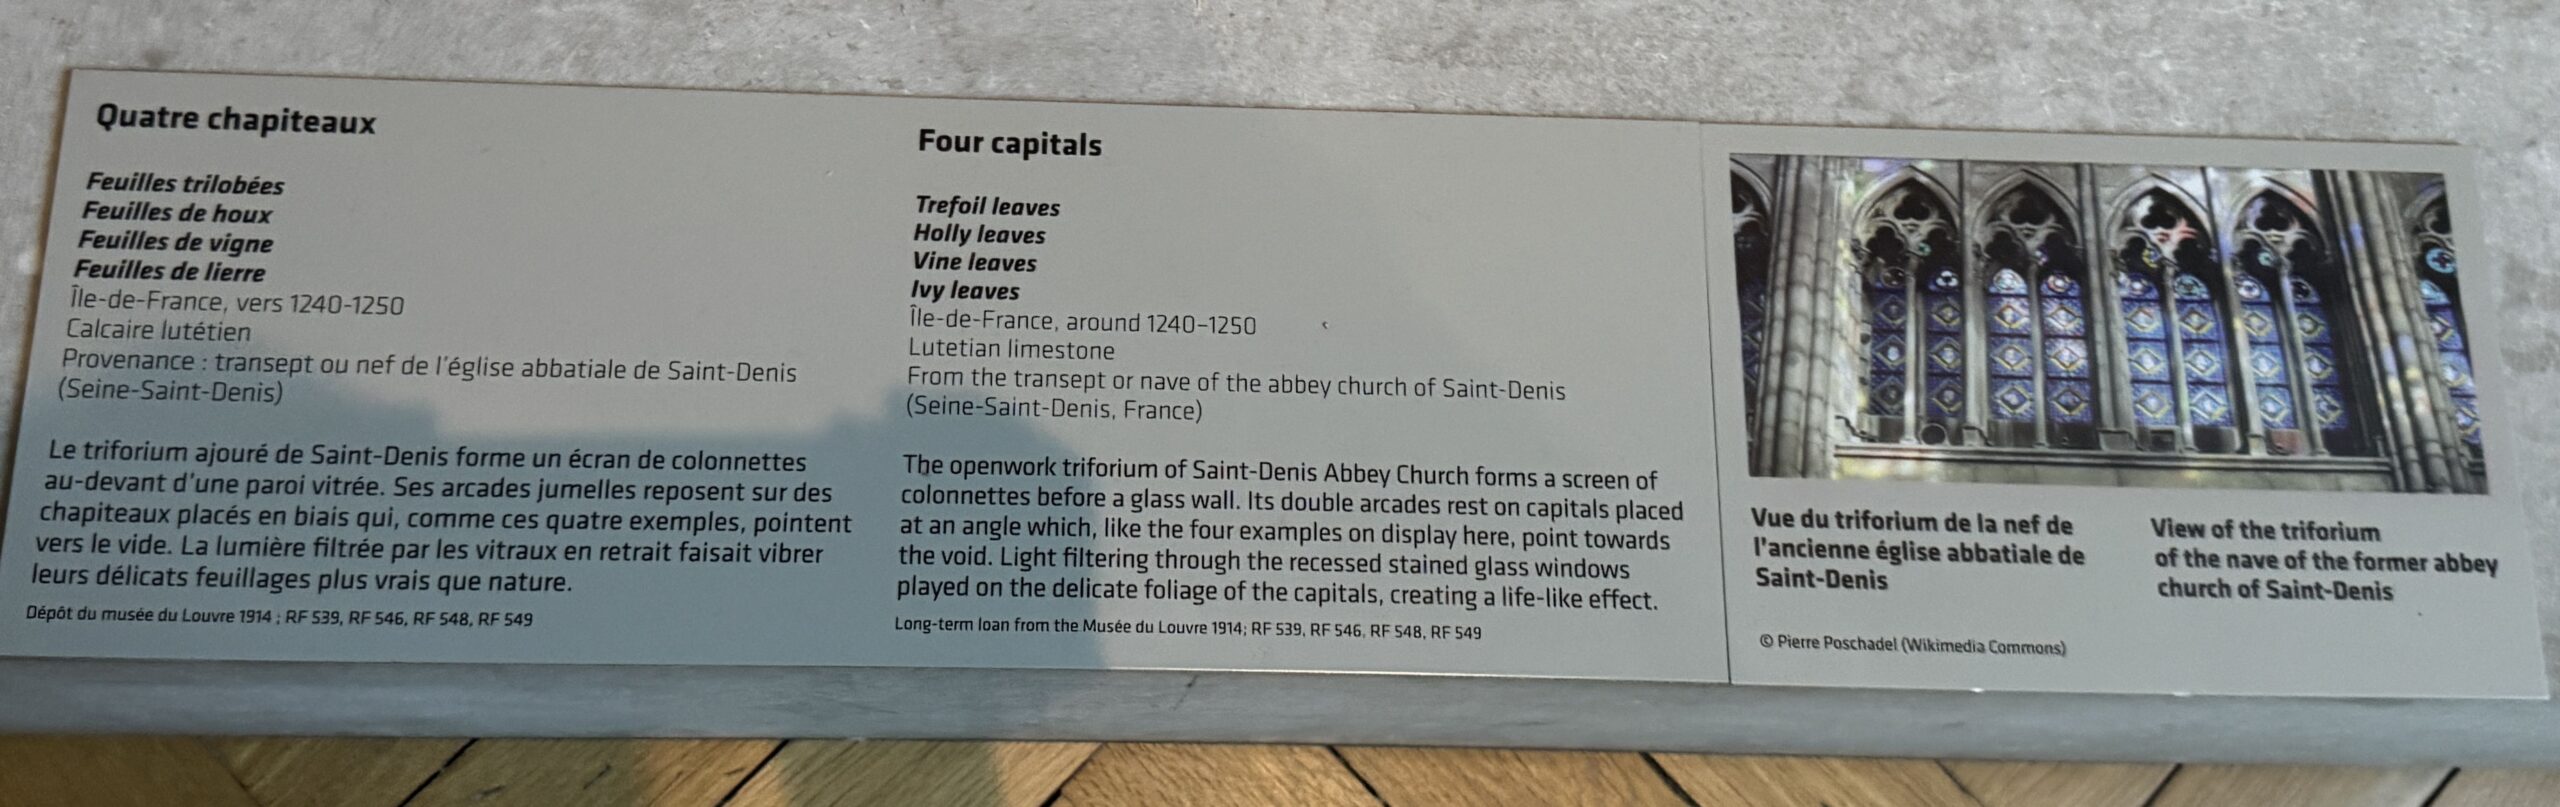 Quatre chapiteaux
Feuilles trilobées
Feuilles de houx
Feuilles de vigne
Feuilles de lierre
Île-de-France, vers 1240-1250
Calcaire lutétien
Provenance : transept ou nef de l'église abbatiale de Saint-Denis
(Seine-Saint-Denis)
Le triforium ajouré de Saint-Denis forme un écran de colonnettes
au-devant d'une paroi vitrée. Ses arcades jumelles reposent sur des
chapiteaux placés en biais qui, comme ces quatre exemples, pointent
vers le vide. La lumière filtrée par les vitraux en retrait faisait vibrer
leurs délicats feuillages plus vrais que nature.
Dépôt du musée du Louvre 1914 ; RF 539, RF 546, RF 548, RF 549
Four capitals
Trefoil leaves
Holly leaves
Vine leaves
Ivy leaves
Île-de-France, around 1240–1250
Lutetian limestone
From the transept or nave of the abbey church of Saint-Denis
(Seine-Saint-Denis, France)
The openwork triforium of Saint-Denis Abbey Church forms a screen of
colonnettes before a glass wall. Its double arcades rest on capitals placed
at an angle which, like the four examples on display here, point towards
the void. Light filtering through the recessed stained glass windows
played on the delicate foliage of the capitals, creating a life-like effect.
Long-term loan from the Musée du Louvre 1914; RF 539, RF 546, RF 548, RF 549
Vue du triforium de la nef de
l'ancienne église abbatiale de
Saint-Denis
View of the triforium
of the nave of the former abbey
church of Saint-Denis
© Pierre Poschadel (Wikimedia Commons)